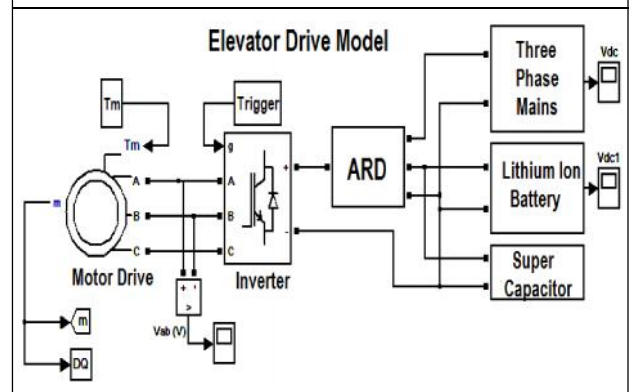 Elevator Drive Model
Three
Phase
Mains
Vdc
Tm
Trigger
Tm
g
A
B
C
m
Motor Drive
A
B
C
+
-
Inverter
ARD
Lithium Ion
Battery
Vdc1
Super
Capacitor
+ -
>
Vab (V)
m
DQ